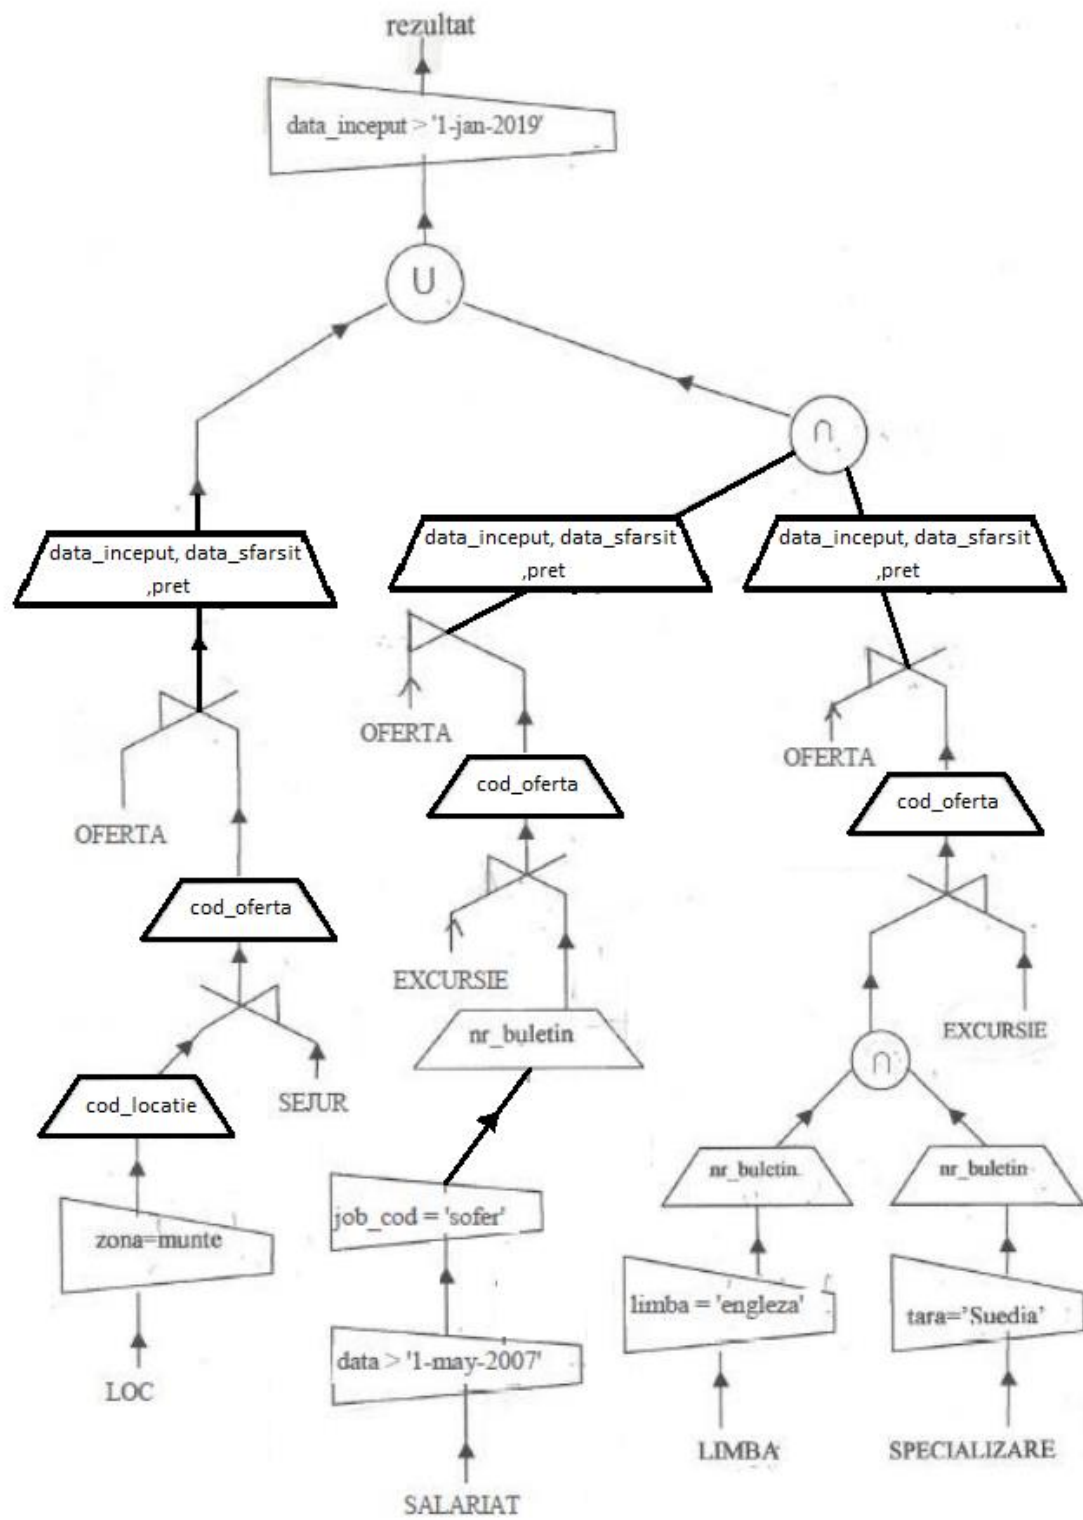 rezultat
data_inceput > '1-jan-2019'
U
∩
data_inceput, data_sfarsit
,pret
data_inceput, data_sfarsit
,pret
data_inceput, data_sfarsit
,pret
OFERTA
OFERTA
OFERTA
cod_oferta
cod_oferta
cod_oferta
EXCURSIE
EXCURSIE
nr_buletin
∩
SEJUR
cod_locatie
nr_buletin
nr_buletin
job_cod = 'sofer'
zona=munte
limba = 'engleza'
tara='Suedia'
data > '1-may-2007'
LOC
LIMBA
SPECIALIZARE
SALARIAT